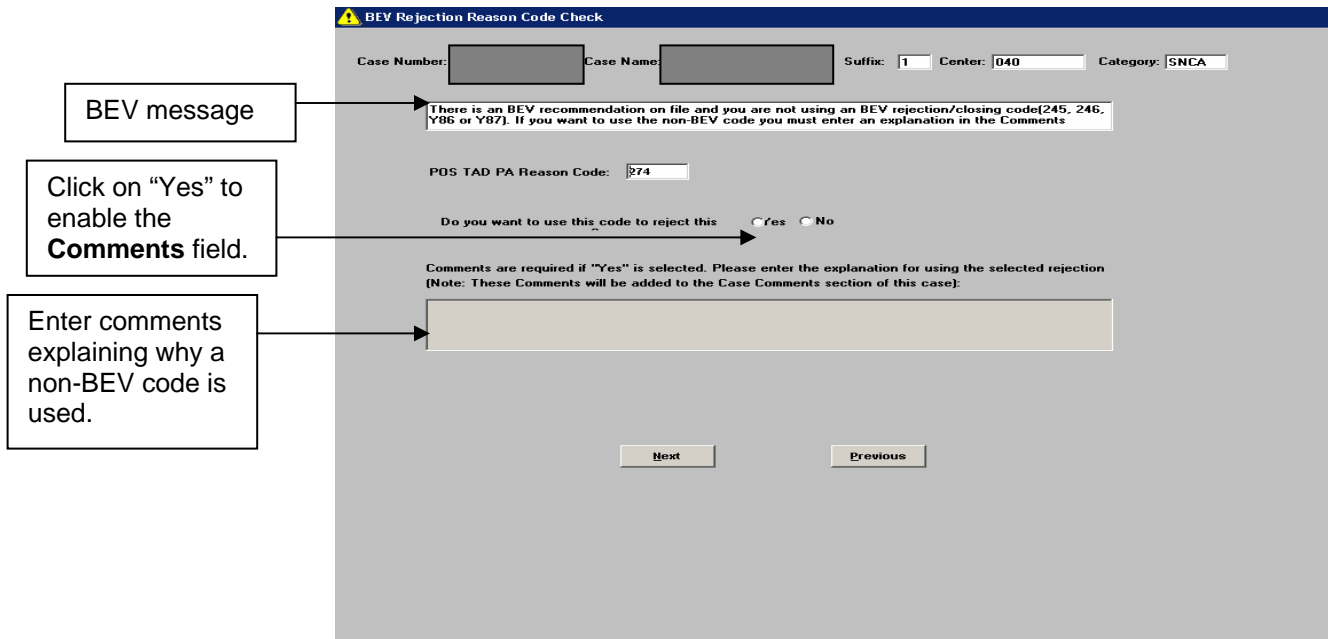 BEV Rejection Reason Code Check
Case Number: Case Name: Suffix: 1 Center: 040 Category: SNCA
BEV message
There is an BEV recommendation on file and you are not using an BEV rejection/closing code(245, 246,
Y86 or Y87). If you want to use the non-BEV code you must enter an explanation in the Comments
POS TAD PA Reason Code: 274
Click on “Yes” to
enable the
Comments field.
Do you want to use this code to reject this Yes No
Comments are required if "Yes" is selected. Please enter the explanation for using the selected rejection
(Note: These Comments will be added to the Case Comments section of this case):
Enter comments
explaining why a
non-BEV code is
used.
Next Previous